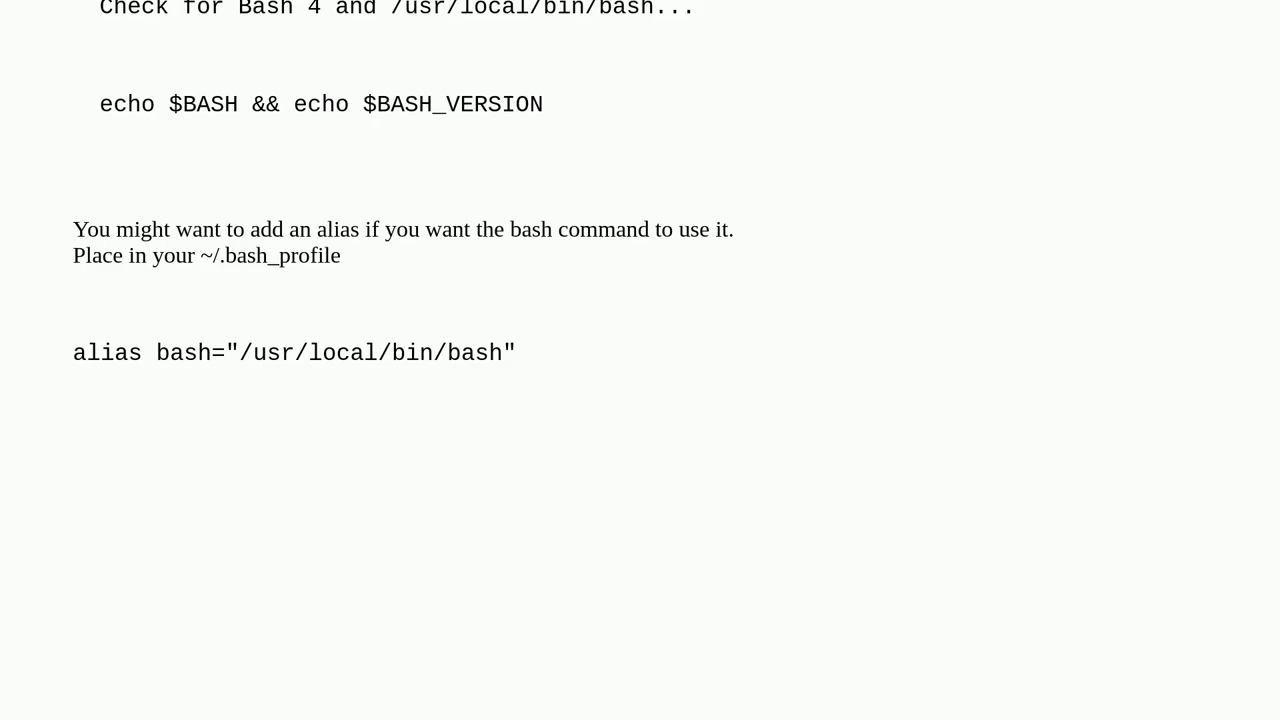 Check for Bash 4 and /usr/local/bin/bash...
echo $BASH && echo $BASH_VERSION
You might want to add an alias if you want the bash command to use it.
Place in your ~/.bash_profile
alias bash="/usr/local/bin/bash"